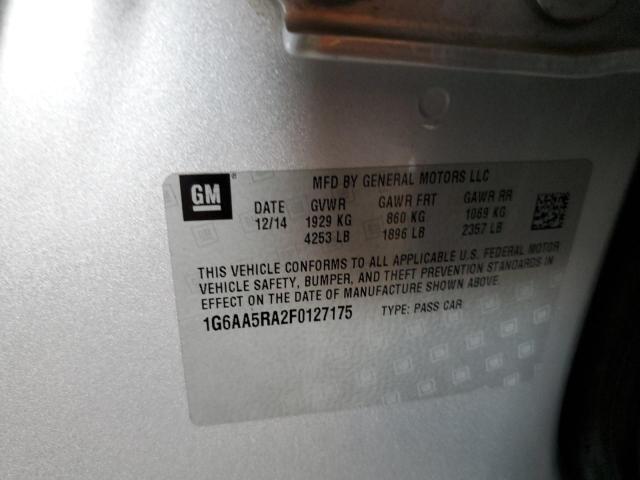 GM
MFD BY GENERAL MOTORS LLC
DATE GVWR GAWR FRT GAWR RR
12/14 1929 KG 860 KG 1069 KG
4253 LB 1896 LB 2357 LB
THIS VEHICLE CONFORMS TO ALL APPLICABLE U.S. FEDERAL MOTOR
VEHICLE SAFETY, BUMPER, AND THEFT PREVENTION STANDARDS IN
EFFECT ON THE DATE OF MANUFACTURE SHOWN ABOVE.
1G6AA5RA2F0127175 TYPE: PASS CAR